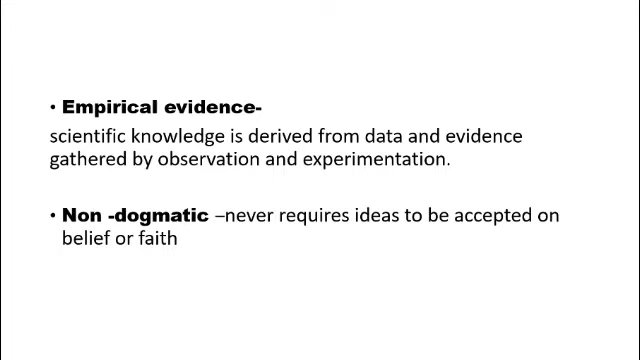 • Empirical evidence-
scientific knowledge is derived from data and evidence
gathered by observation and experimentation.
• Non -dogmatic –never requires ideas to be accepted on
belief or faith